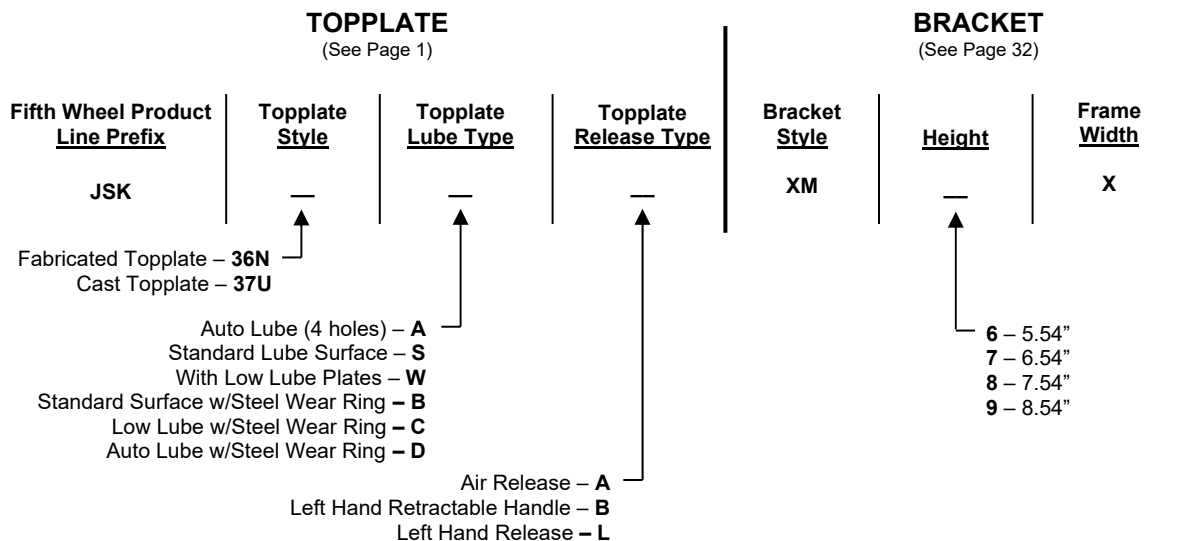 TOPPLATE
(See Page 1)
BRACKET
(See Page 32)
Fifth Wheel Product
Line Prefix
Topplate
Style
Topplate
Lube Type
Topplate
Release Type
Bracket
Style
Height
Frame
Width
JSK
__
__
__
XM
__
X
Fabricated Topplate – 36N
Cast Topplate – 37U
Auto Lube (4 holes) – A
Standard Lube Surface – S
With Low Lube Plates – W
Standard Surface w/Steel Wear Ring – B
Low Lube w/Steel Wear Ring – C
Auto Lube w/Steel Wear Ring – D
6 – 5.54”
7 – 6.54”
8 – 7.54”
9 – 8.54”
Air Release – A
Left Hand Retractable Handle – B
Left Hand Release – L